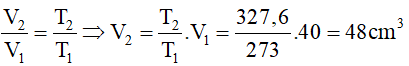 V₂/V₁ = T₂/T₁ ⇒ V₂ = T₂/T₁ . V₁ = 327,6/273 .40 = 48cm³